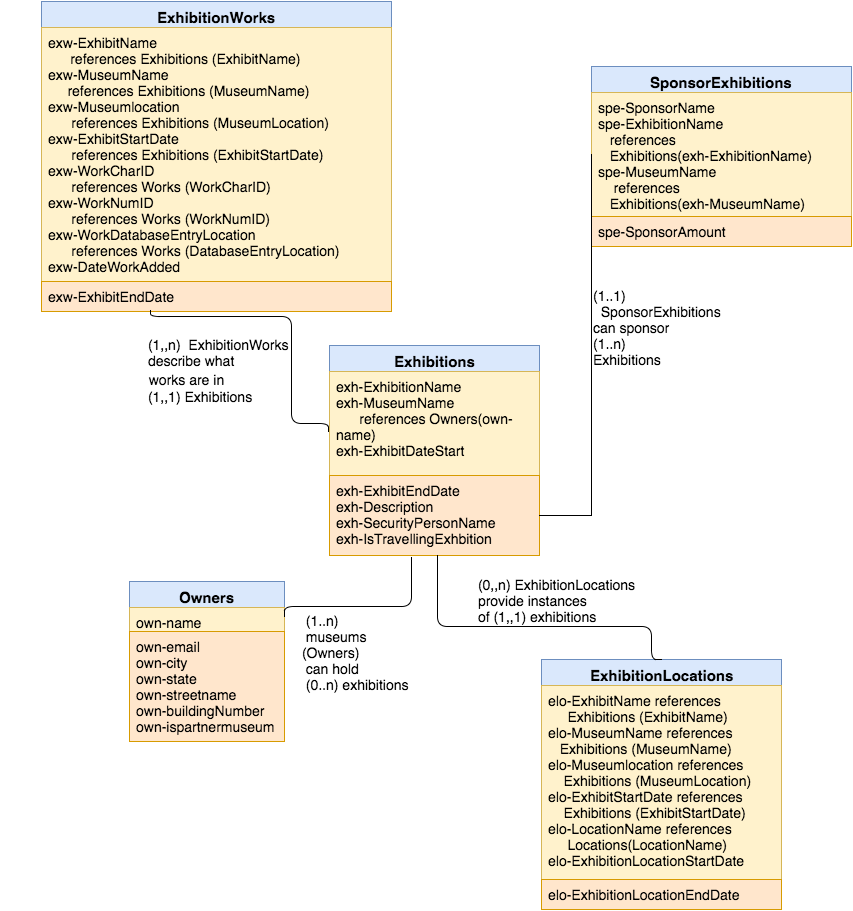 ExhibitionWorks
exw-ExhibitName
references Exhibitions (ExhibitName)
exw-MuseumName
references Exhibitions (MuseumName)
exw-Museumlocation
references Exhibitions (MuseumLocation)
exw-ExhibitStartDate
references Exhibitions (ExhibitStartDate)
exw-WorkCharID
references Works (WorkCharID)
exw-WorkNumID
references Works (WorkNumID)
exw-WorkDatabaseEntryLocation
references Works (DatabaseEntryLocation)
exw-DateWorkAdded
exw-ExhibitEndDate
SponsorExhibitions
spe-SponsorName
spe-ExhibitionName
references
Exhibitions(exh-ExhibitionName)
spe-MuseumName
references
Exhibitions(exh-MuseumName)
spe-SponsorAmount
(1..1)
SponsorExhibitions
can sponsor
(1..n)
Exhibitions
(1,,n) ExhibitionWorks
describe what
works are in
(1,,1) Exhibitions
Exhibitions
exh-ExhibitionName
exh-MuseumName
references Owners(own-
name)
exh-ExhibitDateStart
exh-ExhibitEndDate
exh-Description
exh-SecurityPersonName
exh-IsTravellingExhbition
Owners
own-name
own-email
own-city
own-state
own-streetname
own-buildingNumber
own-ispartnermuseum
(1..n)
museums
(Owners)
can hold
(0..n) exhibitions
(0,,n) ExhibitionLocations
provide instances
of (1,,1) exhibitions
ExhibitionLocations
elo-ExhibitName references
Exhibitions (ExhibitName)
elo-MuseumName references
Exhibitions (MuseumName)
elo-Museumlocation references
Exhibitions (MuseumLocation)
elo-ExhibitStartDate references
Exhibitions (ExhibitStartDate)
elo-LocationName references
Locations(LocationName)
elo-ExhibitionLocationStartDate
elo-ExhibitionLocationEndDate